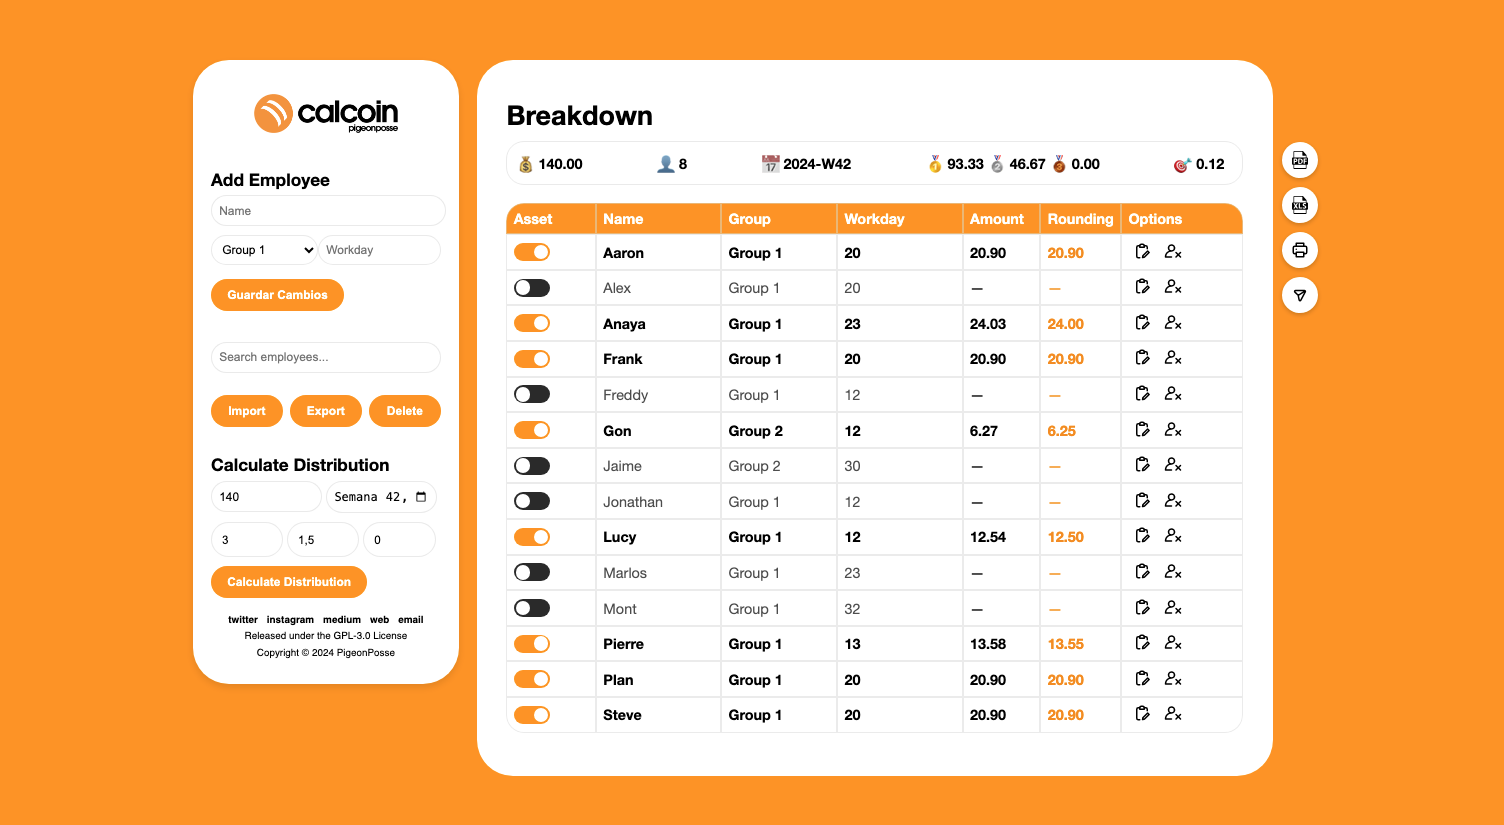 calcoin
pigeonposse
Add Employee
Name
Group 1 Workday
Guardar Cambios
Search employees...
Import Export Delete
Calculate Distribution
140 Semana 42,
3 1,5 0
Calculate Distribution
twitter instagram medium web email
Released under the GPL-3.0 License
Copyright © 2024 PigeonPosse
Breakdown
140.00 8 17 2024-W42 93.33 46.67 0.00 0.12
Asset Name Group Workday Amount Rounding Options
Aaron Group 1 20 20.90 20.90
Alex Group 1 20 — —
Anaya Group 1 23 24.03 24.00
Frank Group 1 20 20.90 20.90
Freddy Group 1 12 — —
Gon Group 2 12 6.27 6.25
Jaime Group 2 30 — —
Jonathan Group 1 12 — —
Lucy Group 1 12 12.54 12.50
Marlos Group 1 23 — —
Mont Group 1 32 — —
Pierre Group 1 13 13.58 13.55
Plan Group 1 20 20.90 20.90
Steve Group 1 20 20.90 20.90
PDF
XLS